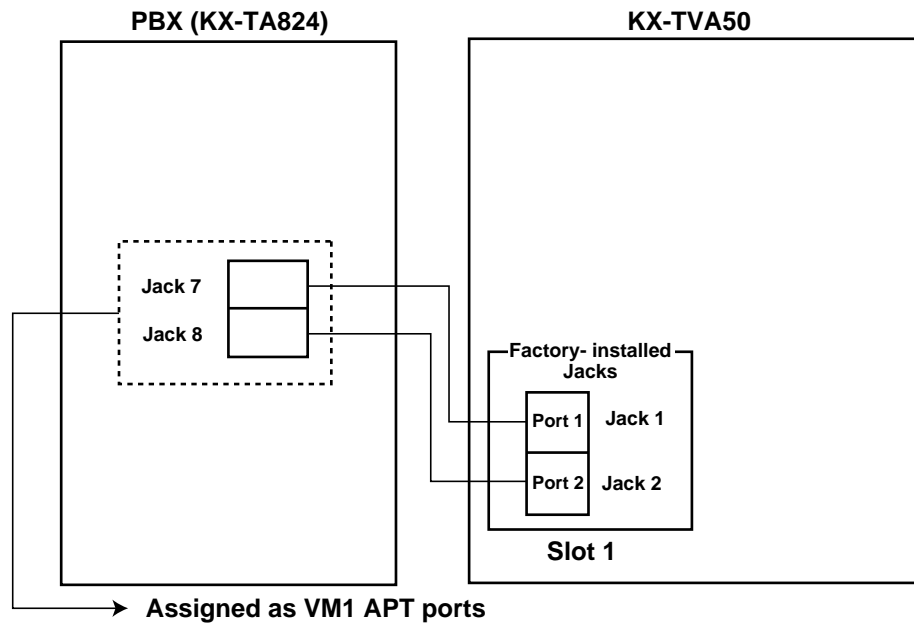 PBX (KX-TA824)
KX-TVA50
Jack 7
Jack 8
Factory- installed
Jacks
Port 1
Jack 1
Port 2
Jack 2
Slot 1
Assigned as VM1 APT ports